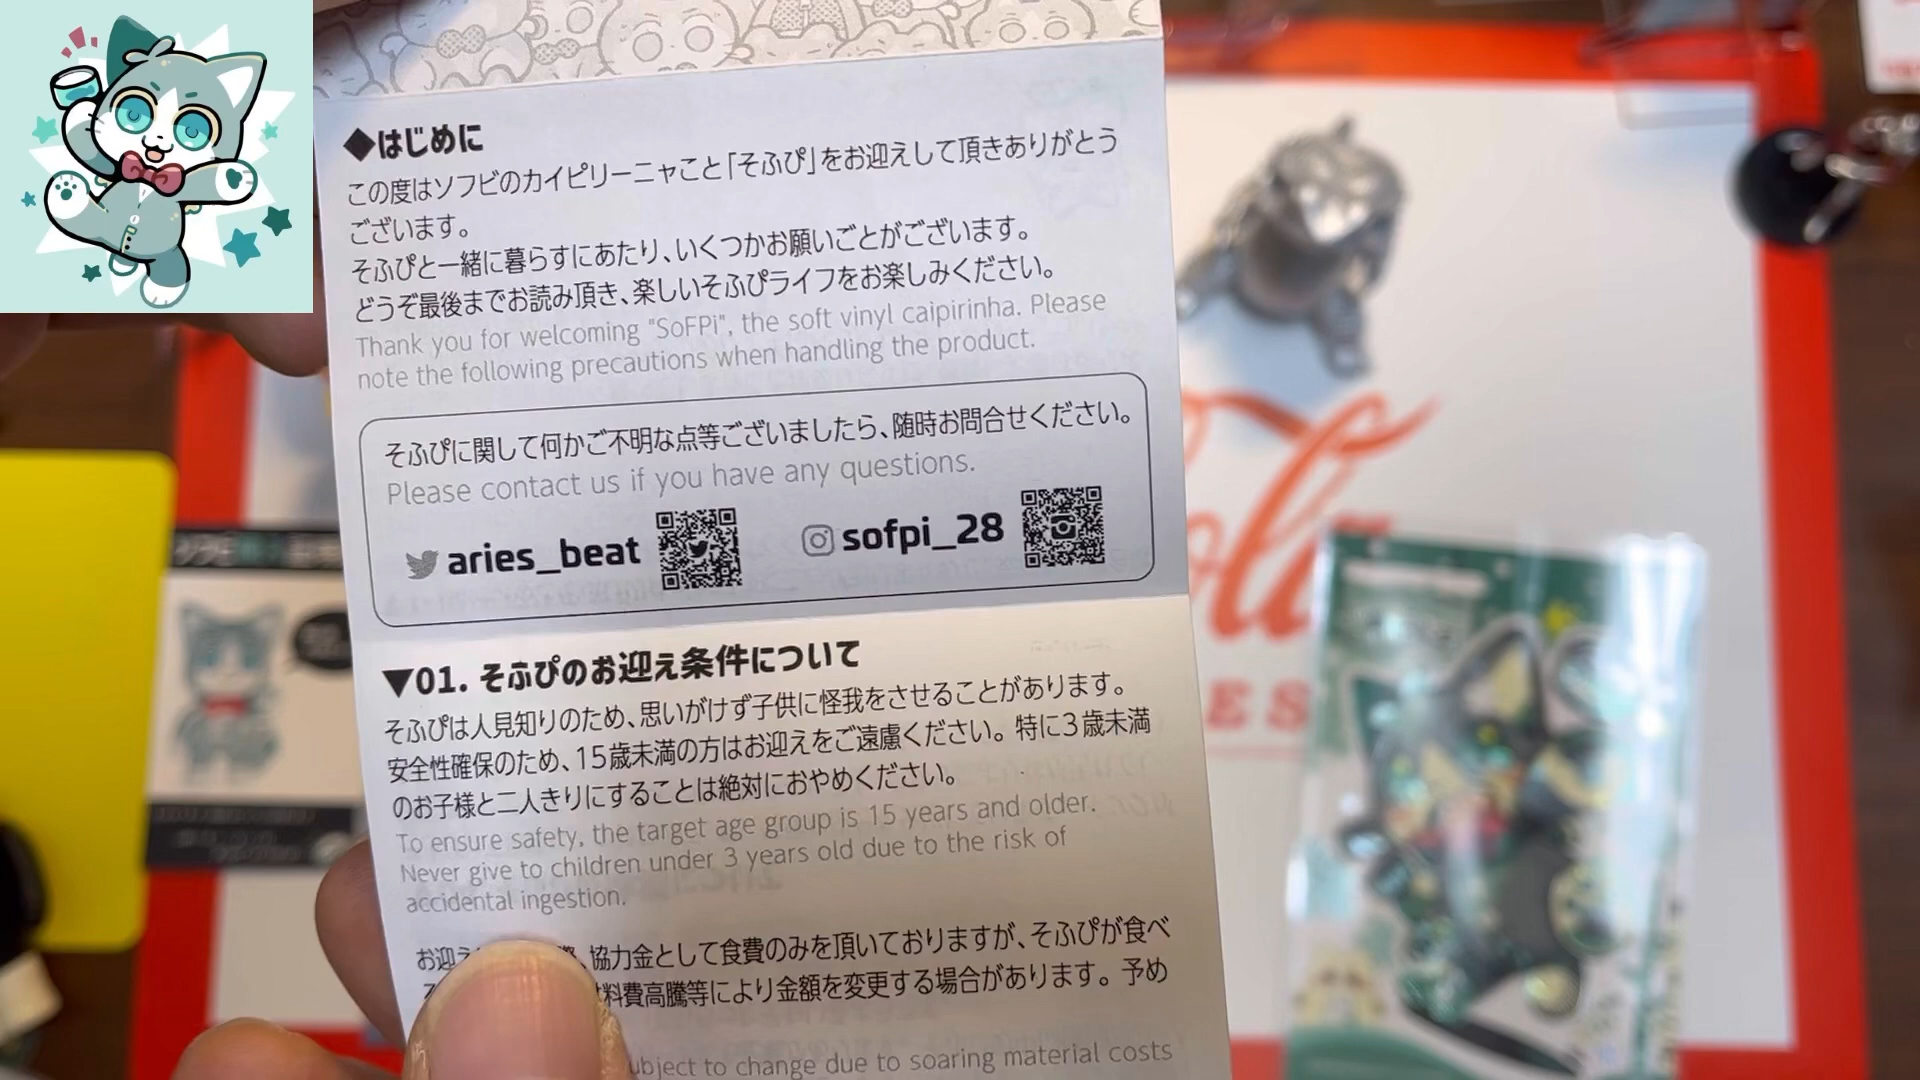 ◆はじめに
この度はソフビのカイピリーニャこと「そふぴ」をお迎えして頂きありがとう
ございます。
そふぴと一緒に暮らすにあたり、いくつかお願いごとがございます。
どうぞ最後までお読み頂き、楽しいそふぴライフをお楽しみください。
Thank you for welcoming "SoFPi", the soft vinyl caipirinha. Please
note the following precautions when handling the product.
そふぴに関して何かご不明な点等ございましたら、随時お問合せください。
Please contact us if you have any questions.
aries_beat
sofpi_28
▼01. そふぴのお迎え条件について
そふぴは人見知りのため、思いがけず子供に怪我をさせることがあります。
安全性確保のため、15歳未満の方はお迎えをご遠慮ください。特に3歳未満
のお子様と二人きりにすることは絶対におやめください。
To ensure safety, the target age group is 15 years and older.
Never give to children under 3 years old due to the risk of
accidental ingestion.
お迎え 協力金として食費のみを頂いておりますが、そふぴが食べ
料費高騰等により金額を変更する場合があります。予め
to change due to soaring material costs